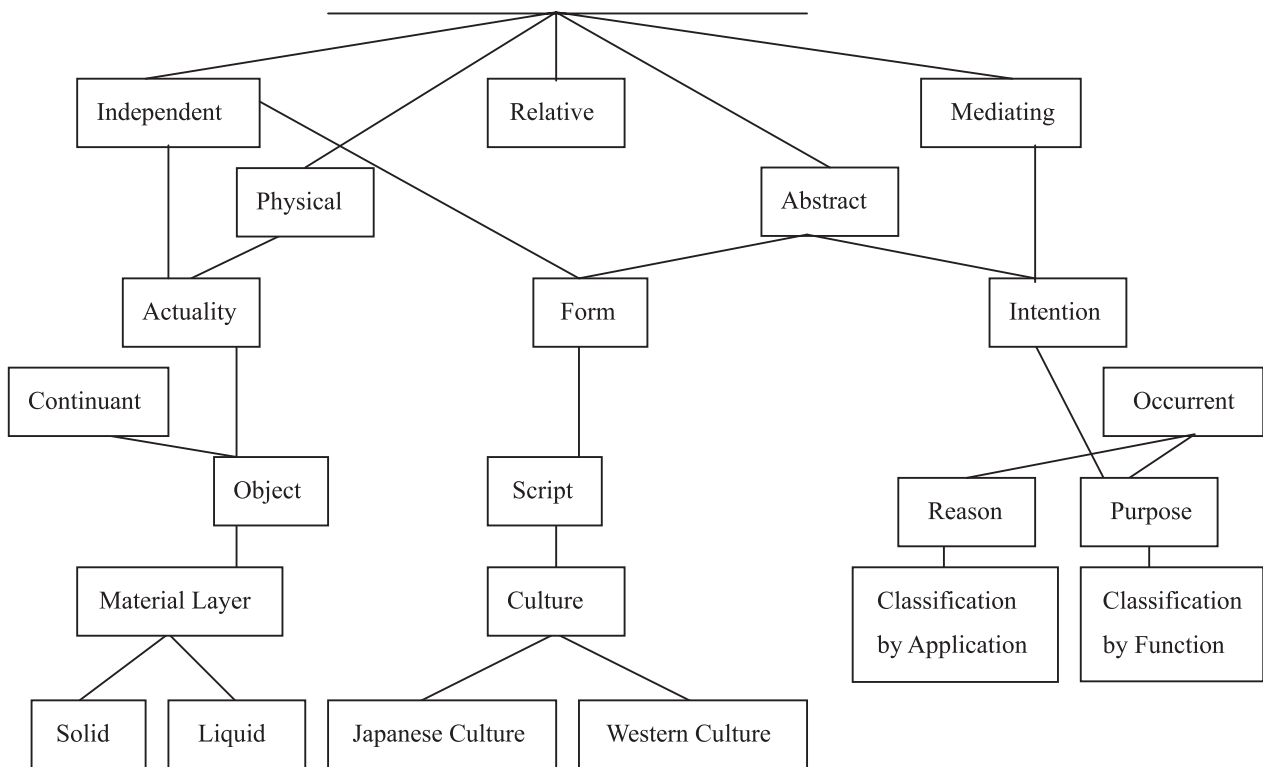 Independent
Relative
Mediating
Physical
Abstract
Actuality
Form
Intention
Continuant
Occurrent
Object
Script
Reason
Purpose
Material Layer
Culture
Classification
by Application
Classification
by Function
Solid
Liquid
Japanese Culture
Western Culture